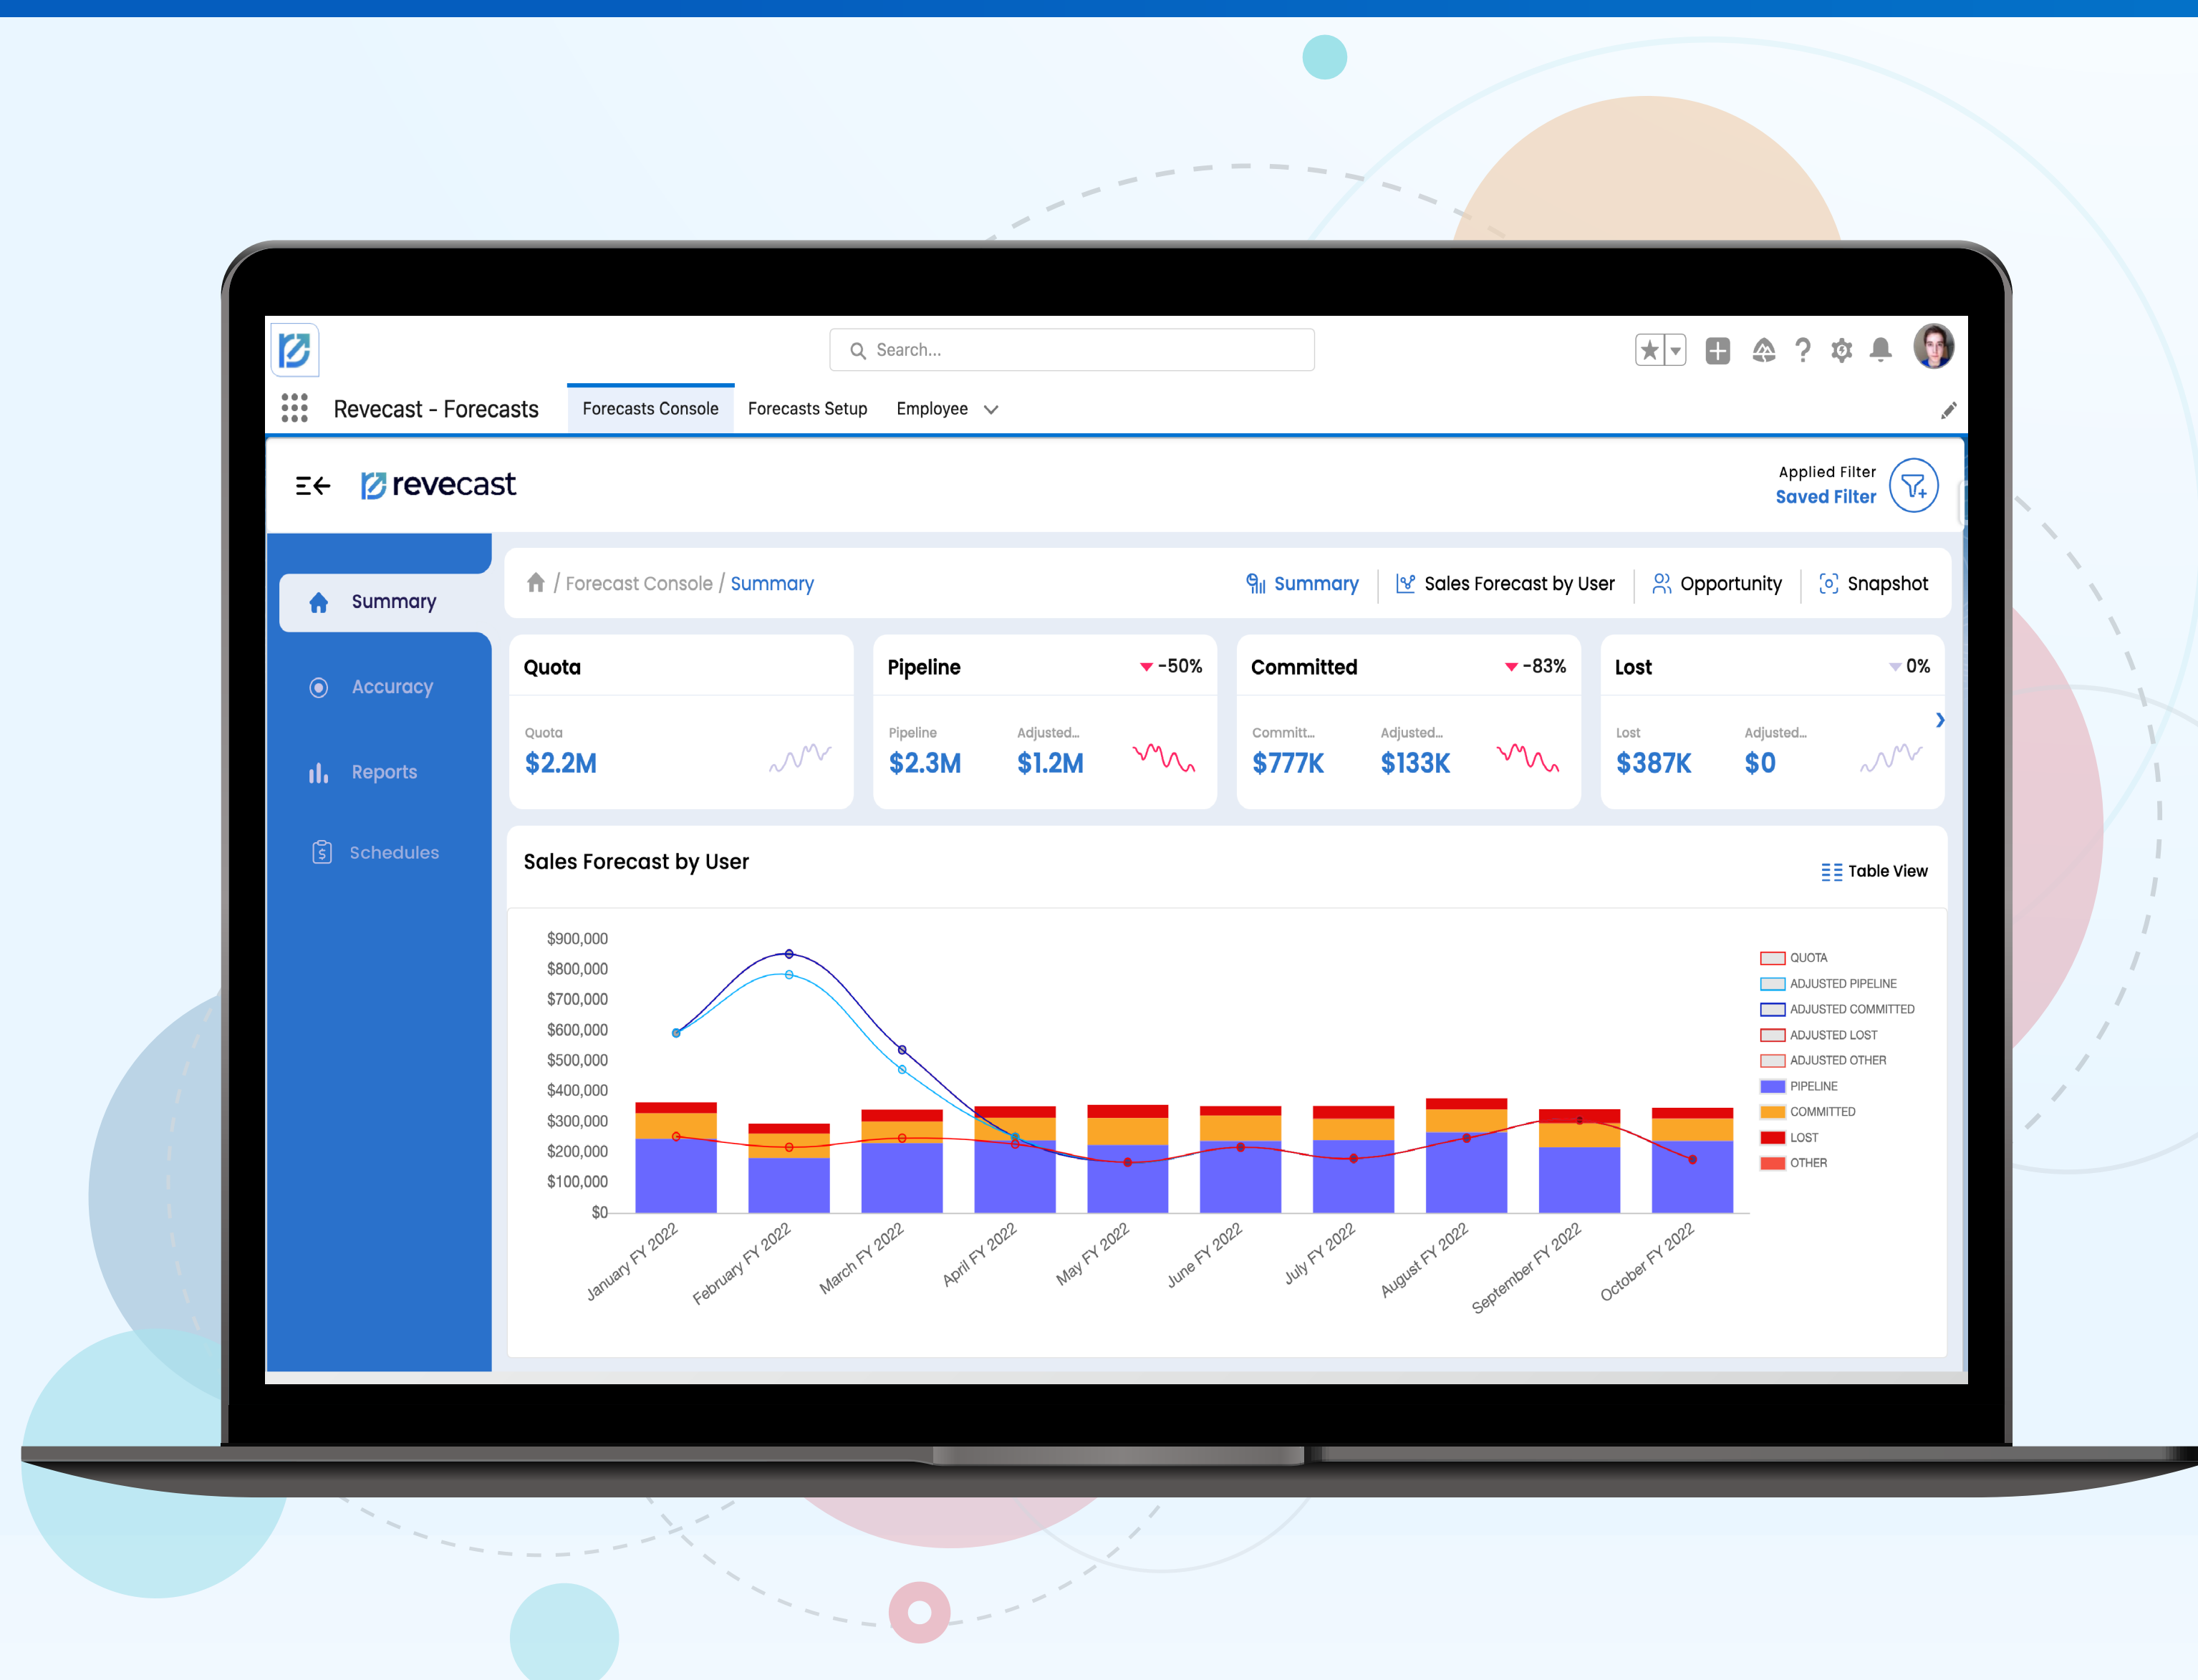 Search...
Revecast - Forecasts
Forecasts Console
Forecasts Setup
Employee
revecast
Applied Filter
Saved Filter
Summary
Accuracy
Reports
Schedules
/ Forecast Console / Summary
Summary
Sales Forecast by User
Opportunity
Snapshot
Quota
Quota
$2.2M
Pipeline
-50%
Pipeline
Adjusted...
$2.3M
$1.2M
Committed
-83%
Committ...
Adjusted...
$777K
$133K
Lost
0%
Lost
Adjusted...
$387K
$0
Sales Forecast by User
Table View
$900,000
$800,000
$700,000
$600,000
$500,000
$400,000
$300,000
$200,000
$100,000
$0
January FY 2022
February FY 2022
March FY 2022
April FY 2022
May FY 2022
June FY 2022
July FY 2022
August FY 2022
September FY 2022
October FY 2022
QUOTA
ADJUSTED PIPELINE
ADJUSTED COMMITTED
ADJUSTED LOST
ADJUSTED OTHER
PIPELINE
COMMITTED
LOST
OTHER